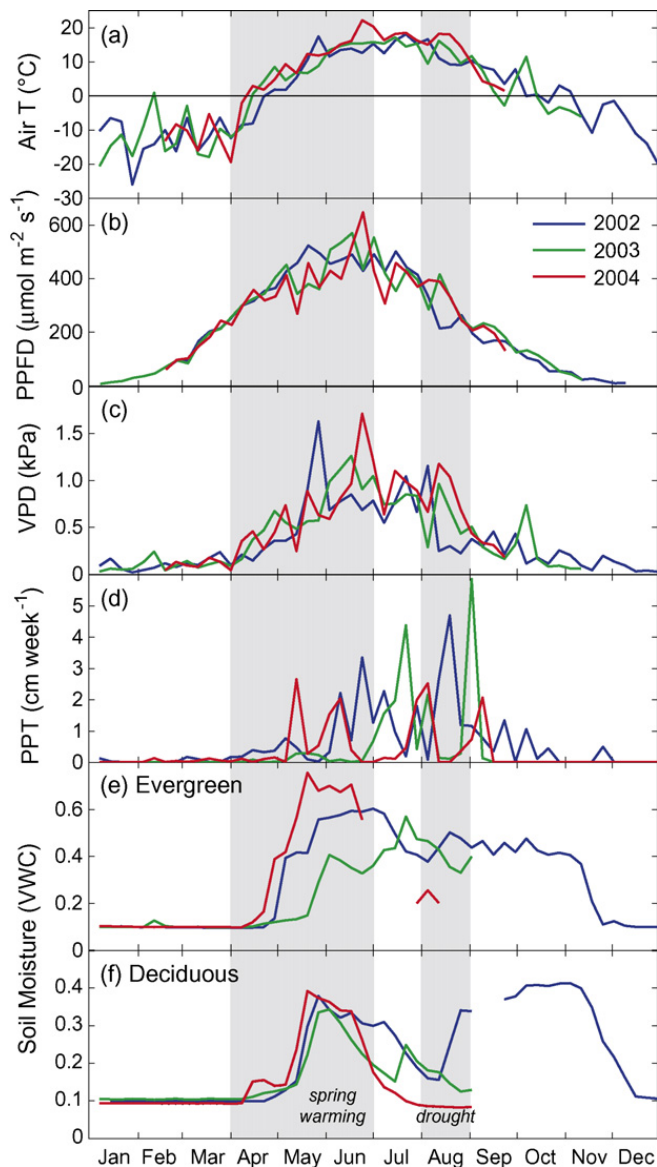 (a)
Air T (°C)
20
10
0
-10
-20
-30
(b)
PPFD (μmol m⁻² s⁻¹)
600
400
200
0
2002
2003
2004
(c)
VPD (kPa)
1.5
1.0
0.5
0
(d)
PPT (cm week⁻¹)
5
4
3
2
1
0
(e) Evergreen
Soil Moisture (VWC)
0.6
0.4
0.2
0
(f) Deciduous
0.4
0.3
0.2
0.1
0
spring
warming
drought
Jan Feb Mar Apr May Jun Jul Aug Sep Oct Nov Dec